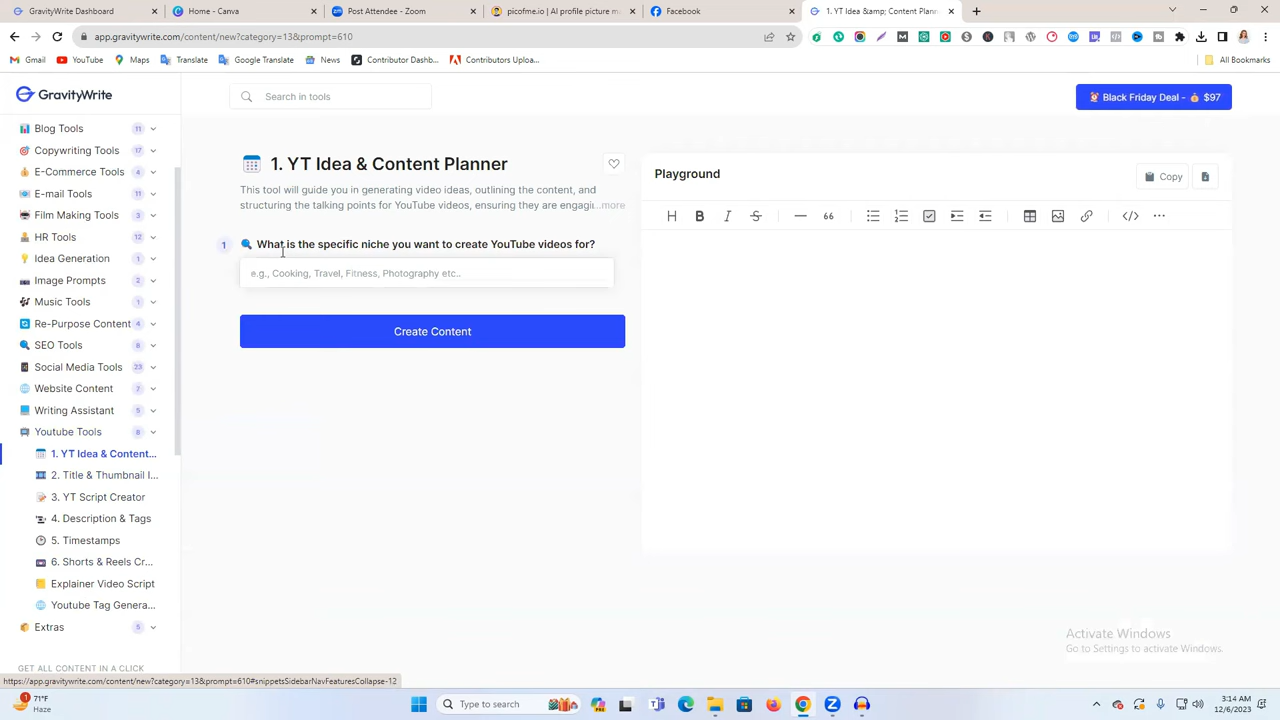 GravityWrite Dashboard
Home - Canva
Post Attendee - Zoom
picofme.io | AI profile picture m
Facebook
1. YT Idea &amp; Content Planne
app.gravitywrite.com/content/new?category=13&prompt=610
Gmail
YouTube
Maps
Translate
Google Translate
News
Contributor Dashb...
Contributors Uploa...
All Bookmarks
GravityWrite
Search in tools
Black Friday Deal - $97
Blog Tools 11
Copywriting Tools 17
E-Commerce Tools 4
E-mail Tools 11
Film Making Tools 3
HR Tools 12
Idea Generation 7
Image Prompts 4
Music Tools 1
Re-Purpose Content 4
SEO Tools 8
Social Media Tools 23
Website Content 2
Writing Assistant 5
Youtube Tools 8
1. YT Idea & Content...
2. Title & Thumbnail I...
3. YT Script Creator
4. Description & Tags
5. Timestamps
6. Shorts & Reels Cr...
Explainer Video Script
Youtube Tag Genera...
Extras 5
GET ALL CONTENT IN A CLICK
1. YT Idea & Content Planner
This tool will guide you in generating video ideas, outlining the content, and
structuring the talking points for YouTube videos, ensuring they are engagi...more
1 What is the specific niche you want to create YouTube videos for?
e.g., Cooking, Travel, Fitness, Photography etc..
Create Content
Playground
Copy
H B I S 66
Activate Windows
Go to Settings to activate Windows.
https://app.gravitywrite.com/content/new?category=13&prompt=610#snippetsSidebarNavFeaturesCollapse-12
71°F
Haze
Type to search
3:14 AM
12/6/2023